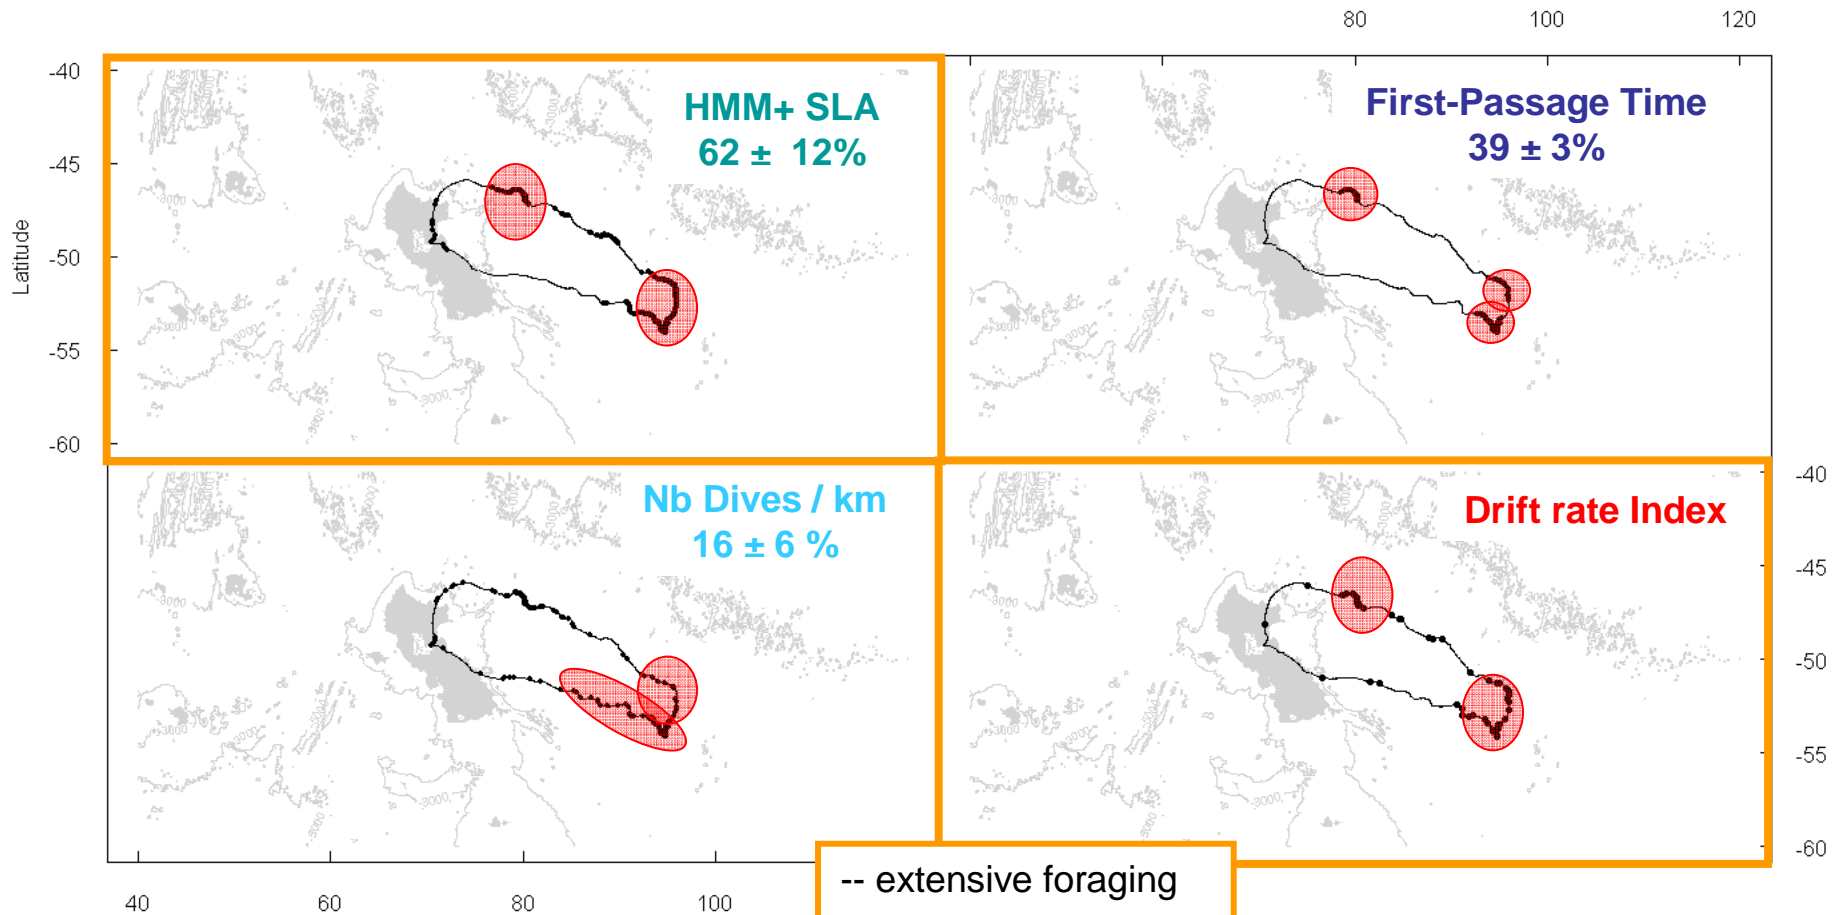 80 100 120
-40
HMM+ SLA
62 ± 12%
First-Passage Time
39 ± 3%
-45
Latitude
-50
-55
-60
Nb Dives / km
16 ± 6 %
Drift rate Index
-40
-45
-50
-55
-60
-- extensive foraging
40 60 80 100